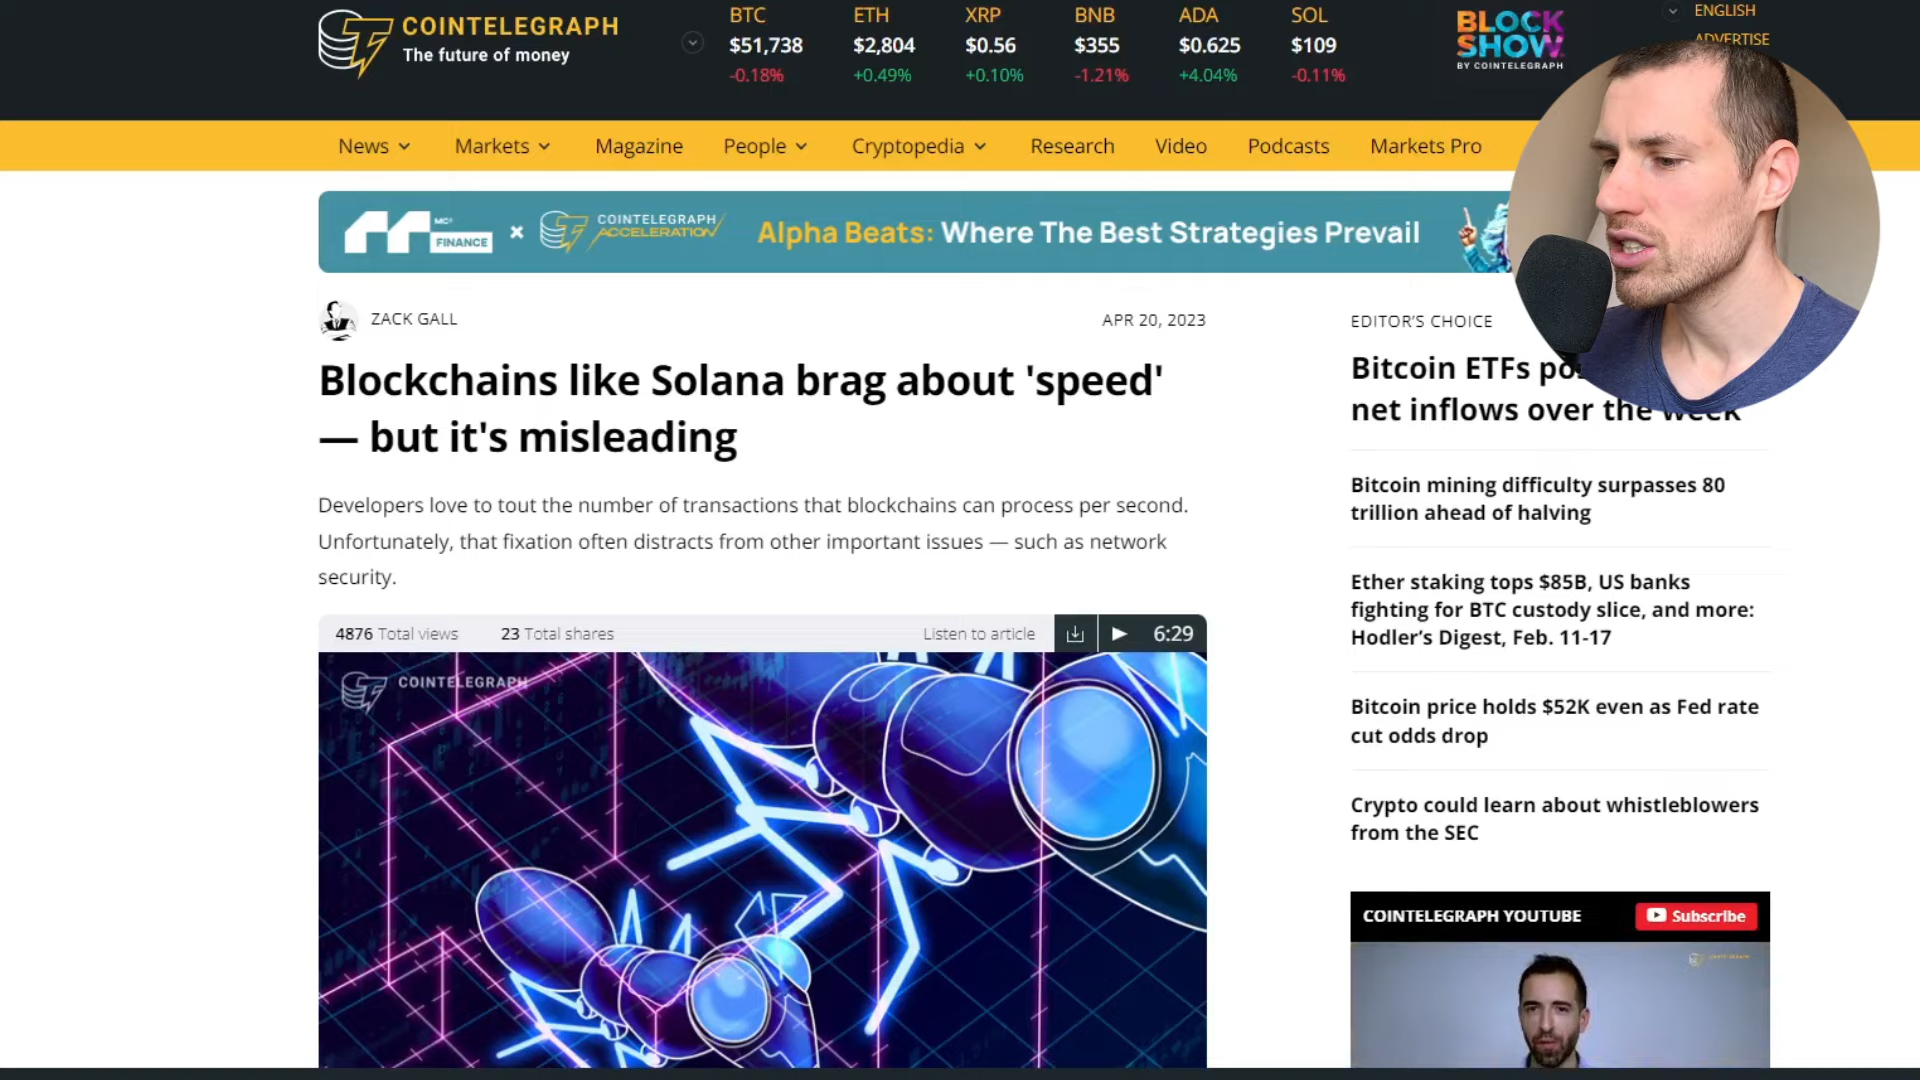 COINTELEGRAPH
The future of money
BTC
$51,738
-0.18%
ETH
$2,804
+0.49%
XRP
$0.56
+0.10%
BNB
$355
-1.21%
ADA
$0.625
+4.04%
SOL
$109
-0.11%
BLOCK
SHOW
BY COINTELEGRAPH
ENGLISH
ADVERTISE
News
Markets
Magazine
People
Cryptopedia
Research
Video
Podcasts
Markets Pro
MC²
FINANCE
×
COINTELEGRAPH
ACCELERATION
Alpha Beats: Where The Best Strategies Prevail
ZACK GALL
APR 20, 2023
Blockchains like Solana brag about 'speed'
— but it's misleading
Developers love to tout the number of transactions that blockchains can process per second.
Unfortunately, that fixation often distracts from other important issues — such as network
security.
4876 Total views
23 Total shares
Listen to article
6:29
COINTELEGRAPH
EDITOR'S CHOICE
Bitcoin ETFs
net inflows over the week
Bitcoin mining difficulty surpasses 80
trillion ahead of halving
Ether staking tops $85B, US banks
fighting for BTC custody slice, and more:
Hodler's Digest, Feb. 11-17
Bitcoin price holds $52K even as Fed rate
cut odds drop
Crypto could learn about whistleblowers
from the SEC
COINTELEGRAPH YOUTUBE
Subscribe